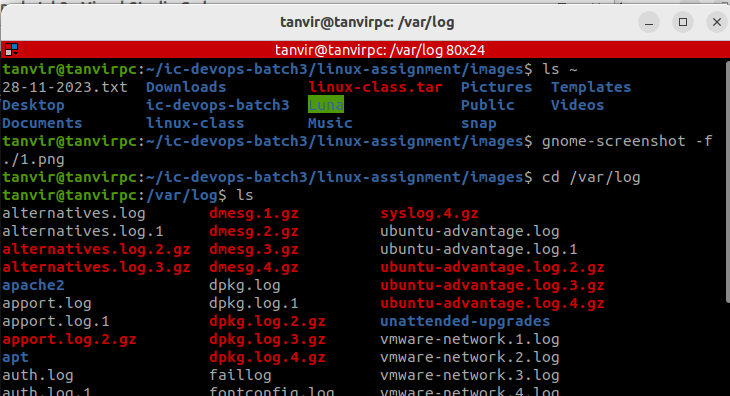 tanvir@tanvirpc: /var/log
tanvir@tanvirpc: /var/log 80x24
tanvir@tanvirpc:~/ic-devops-batch3/linux-assignment/images$ ls ~
28-11-2023.txt Downloads linux-class.tar Pictures Templates
Desktop ic-devops-batch3 Luna Public Videos
Documents linux-class Music snap
tanvir@tanvirpc:~/ic-devops-batch3/linux-assignment/images$ gnome-screenshot -f
./1.png
tanvir@tanvirpc:~/ic-devops-batch3/linux-assignment/images$ cd /var/log
tanvir@tanvirpc:/var/log$ ls
alternatives.log dmesg.1.gz syslog.4.gz
alternatives.log.1 dmesg.2.gz ubuntu-advantage.log
alternatives.log.2.gz dmesg.3.gz ubuntu-advantage.log.1
alternatives.log.3.gz dmesg.4.gz ubuntu-advantage.log.2.gz
apache2 dpkg.log ubuntu-advantage.log.3.gz
apport.log dpkg.log.1 ubuntu-advantage.log.4.gz
apport.log.1 dpkg.log.2.gz unattended-upgrades
apport.log.2.gz dpkg.log.3.gz vmware-network.1.log
apt dpkg.log.4.gz vmware-network.2.log
auth.log faillog vmware-network.3.log
auth.log.1 fontconfig.log vmware-network.4.log